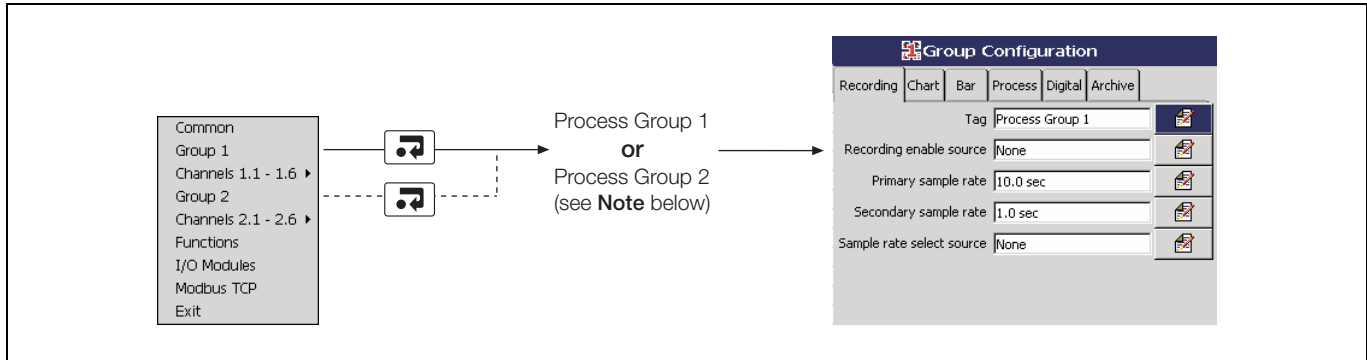 Common
Group 1
Channels 1.1 - 1.6
Group 2
Channels 2.1 - 2.6
Functions
I/O Modules
Modbus TCP
Exit
Process Group 1
or
Process Group 2
(see Note below)
Group Configuration
Recording Chart Bar Process Digital Archive
Tag Process Group 1
Recording enable source None
Primary sample rate 10.0 sec
Secondary sample rate 1.0 sec
Sample rate select source None